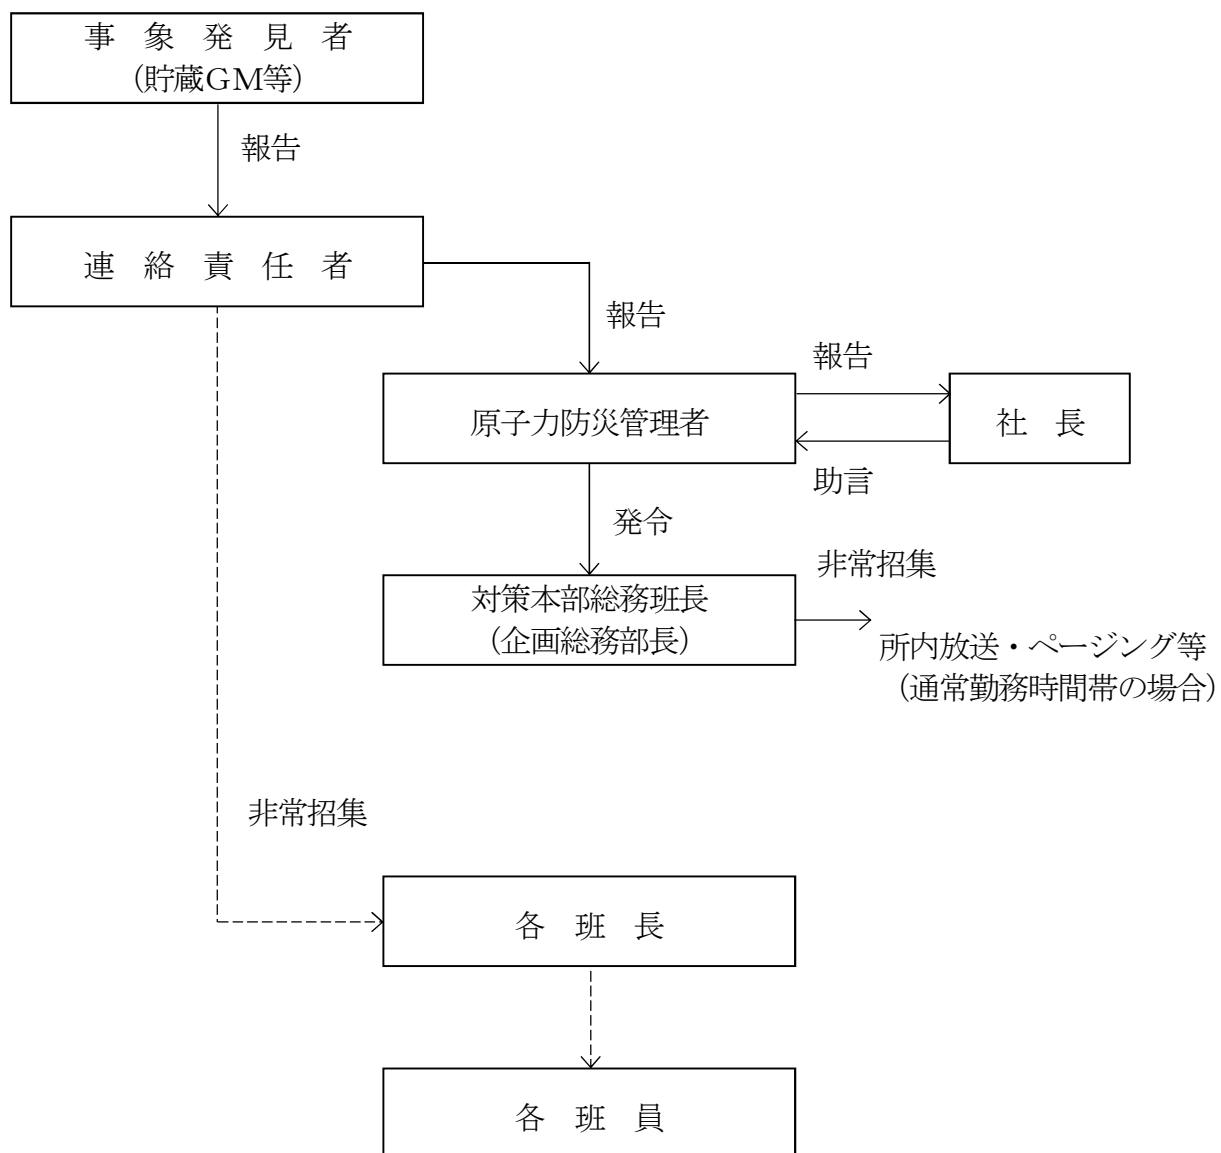 事象発見者
（貯蔵GM等）
報告
連絡責任者
報告
報告
原子力防災管理者
社長
助言
発令
非常招集
対策本部総務班長
（企画総務部長）
所内放送・ページング等
（通常勤務時間帯の場合）
非常招集
各班長
各班員